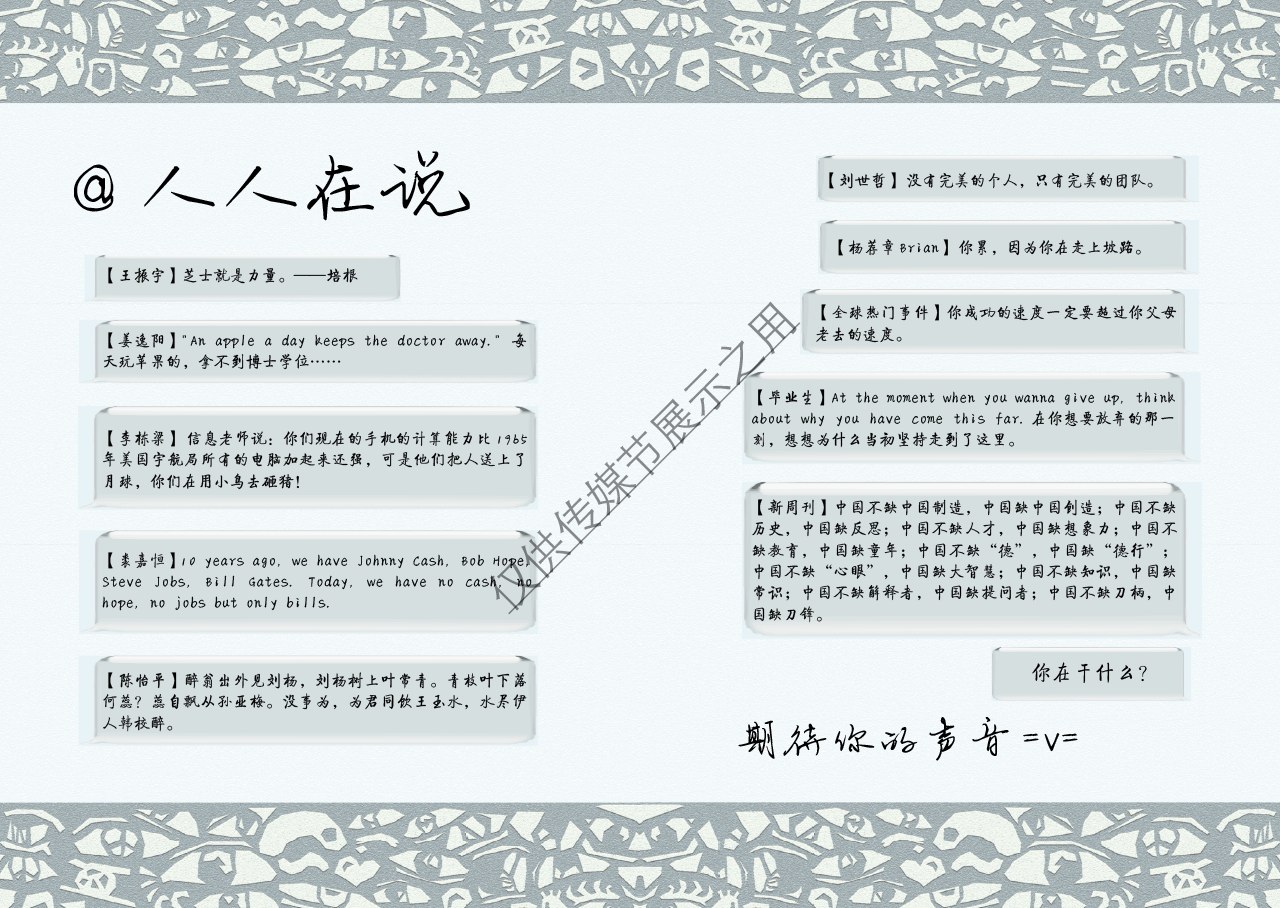 @ 人人在说
【王振宇】芝士就是力量。——培根
【姜逸阳】"An apple a day keeps the doctor away." 每
天玩苹果的，拿不到博士学位……
【李栋梁】信息老师说：你们现在的手机的计算能力比1965
年美国宇航局所有的电脑加起来还强，可是他们把人送上了
月球，你们在用小鸟去砸猪！
【娄嘉恒】10 years ago, we have Johnny Cash, Bob Hope,
Steve Jobs, Bill Gates. Today, we have no cash, no
hope, no jobs but only bills.
【陈怡平】醉翁出外见刘杨，刘杨树上叶常青。青枝叶下落
何蕊？蕊自飘从孙亚梅。没事为，为君同饮王玉水，水尽伊
人韩校醉。
【刘世哲】没有完美的个人，只有完美的团队。
【杨荐章Brian】你累，因为你在走上坡路。
【全球热门事件】你成功的速度一定要超过你父母
老去的速度。
【毕业生】At the moment when you wanna give up, think
about why you have come this far. 在你想要放弃的那一
刻，想想为什么当初坚持走到了这里。
【新周刊】中国不缺中国制造，中国缺中国创造；中国不缺
历史，中国缺反思；中国不缺人才，中国缺想象力；中国不
缺教育，中国缺童年；中国不缺“德”，中国缺“德行”；
中国不缺“心眼”，中国缺大智慧；中国不缺知识，中国缺
常识；中国不缺解释者，中国缺提问者；中国不缺刀柄，中
国缺刀锋。
你在干什么？
期待你的声音 =v=
仅供传媒节展示之用